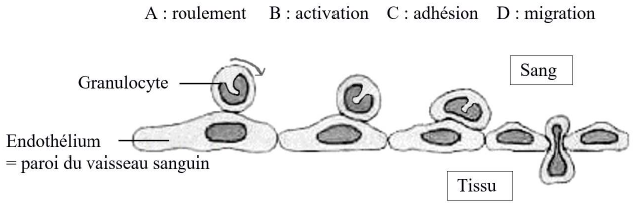 A : roulement B : activation C : adhésion D : migration
Sang
Granulocyte
Endothélium
= paroi du vaisseau sanguin
Tissu